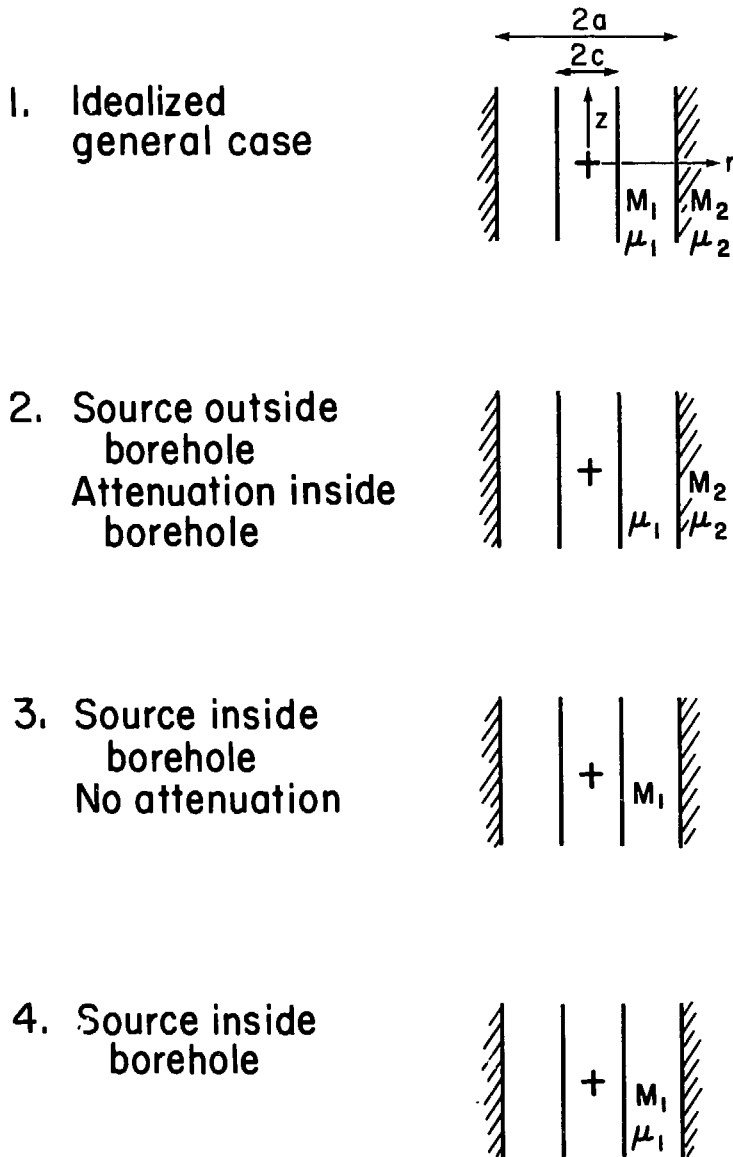 2a
2c
1. Idealized
general case
z
r
M₁ M₂
μ₁ μ₂
2. Source outside
borehole
Attenuation inside
borehole
M₂
μ₁ μ₂
3. Source inside
borehole
No attenuation
M₁
4. Source inside
borehole
M₁
μ₁